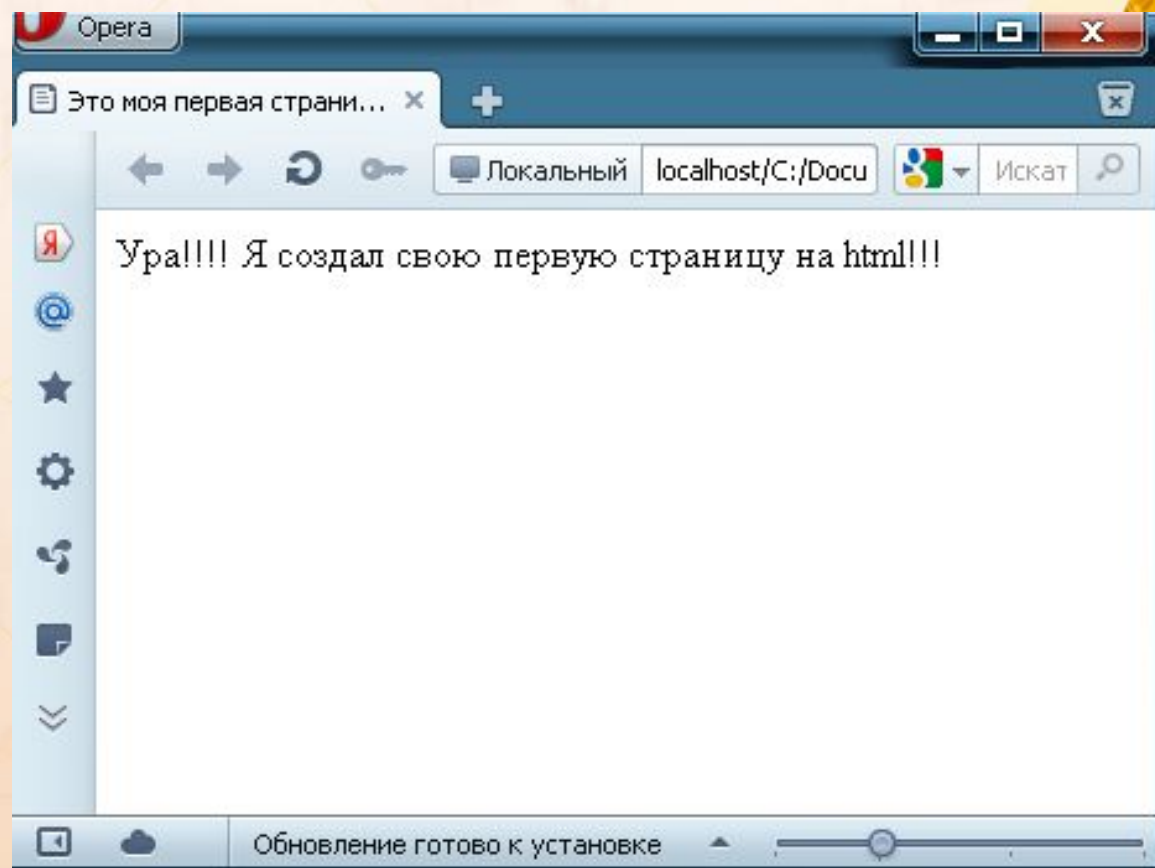 Opera
Это моя первая страни...
Локальный localhost/C:/Docu Искат
Я
Ура!!!! Я создал свою первую страницу на html!!!
@
Обновление готово к установке